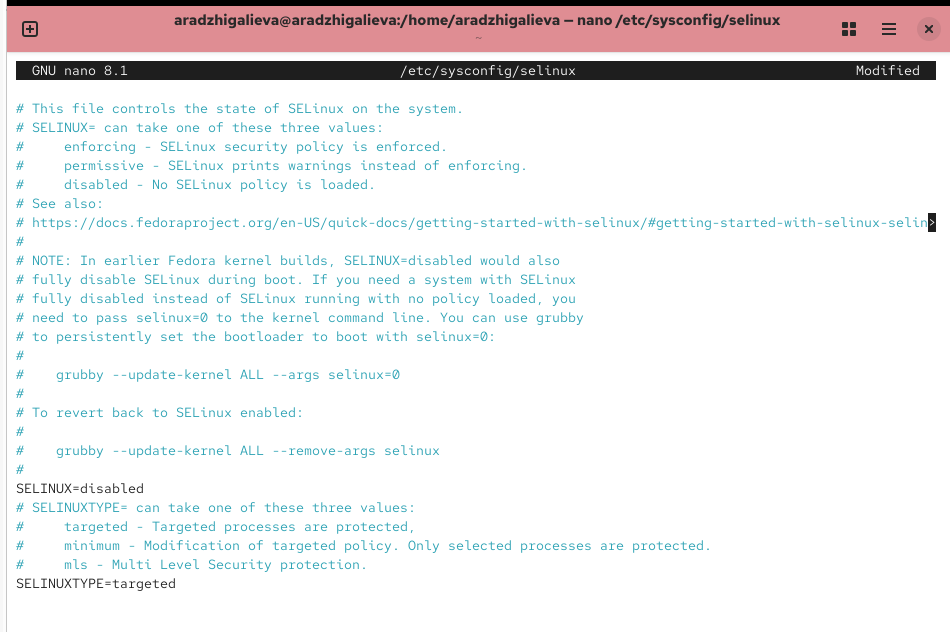 aradzhigalieva@aradzhigalieva:/home/aradzhigalieva — nano /etc/sysconfig/selinux
~
GNU nano 8.1 /etc/sysconfig/selinux Modified
# This file controls the state of SELinux on the system.
# SELINUX= can take one of these three values:
#     enforcing - SELinux security policy is enforced.
#     permissive - SELinux prints warnings instead of enforcing.
#     disabled - No SELinux policy is loaded.
# See also:
# https://docs.fedoraproject.org/en-US/quick-docs/getting-started-with-selinux/#getting-started-with-selinux-selin>
#
# NOTE: In earlier Fedora kernel builds, SELINUX=disabled would also
# fully disable SELinux during boot. If you need a system with SELinux
# fully disabled instead of SELinux running with no policy loaded, you
# need to pass selinux=0 to the kernel command line. You can use grubby
# to persistently set the bootloader to boot with selinux=0:
#
#    grubby --update-kernel ALL --args selinux=0
#
# To revert back to SELinux enabled:
#
#    grubby --update-kernel ALL --remove-args selinux
#
SELINUX=disabled
# SELINUXTYPE= can take one of these three values:
#     targeted - Targeted processes are protected,
#     minimum - Modification of targeted policy. Only selected processes are protected.
#     mls - Multi Level Security protection.
SELINUXTYPE=targeted